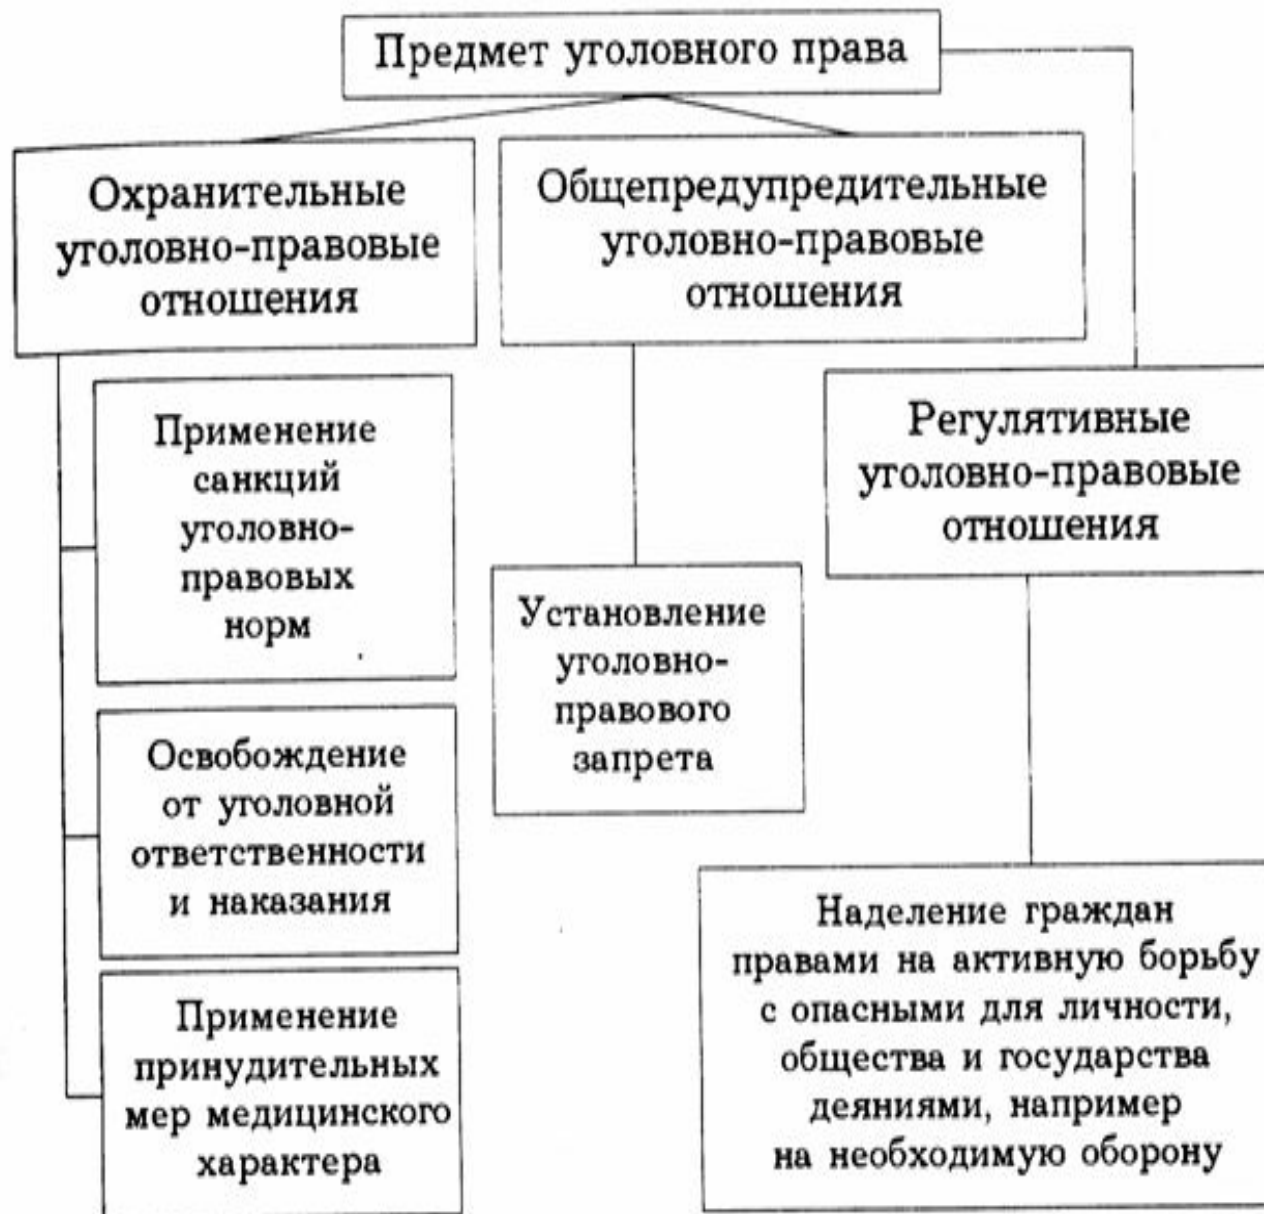 Предмет уголовного права
Охранительные
уголовно-правовые
отношения
Общепредупредительные
уголовно-правовые
отношения
Регулятивные
уголовно-правовые
отношения
Применение
санкций
уголовно-
правовых
норм
Освобождение
от уголовной
ответственности
и наказания
Применение
принудительных
мер медицинского
характера
Установление
уголовно-
правового
запрета
Наделение граждан
правами на активную борьбу
с опасными для личности,
общества и государства
деяниями, например
на необходимую оборону